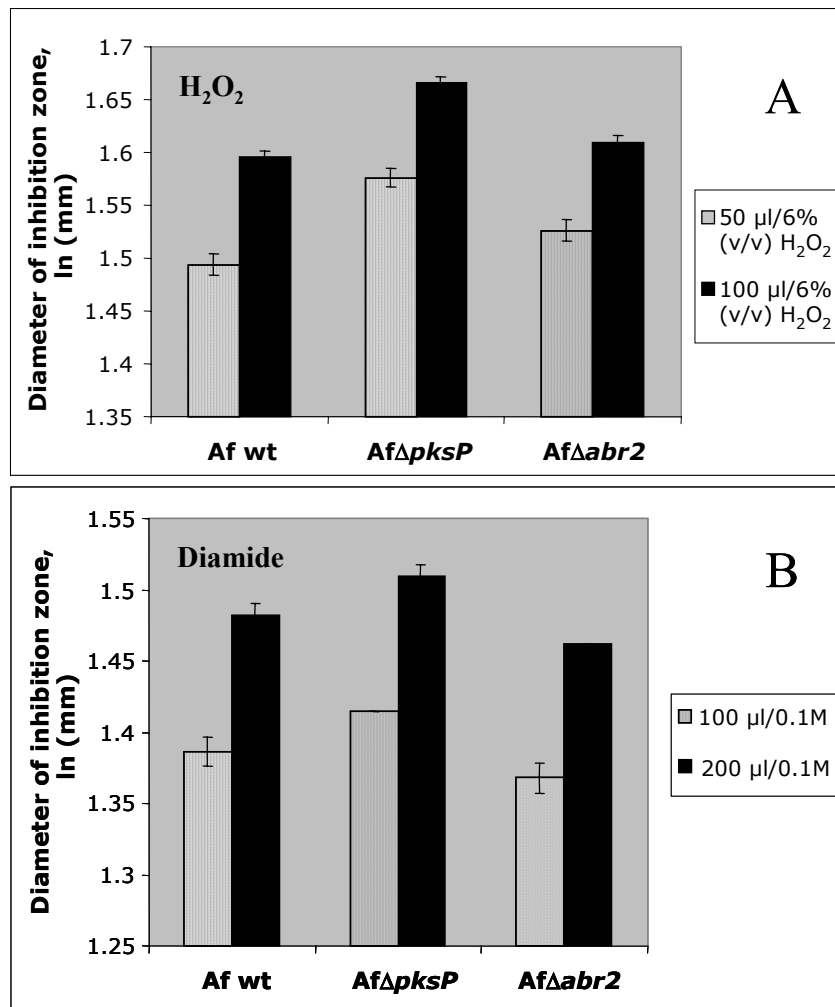 H₂O₂
A
Diameter of inhibition zone,
ln (mm)
1.7
1.65
1.6
1.55
1.5
1.45
1.4
1.35
Af wt
AfΔpksP
AfΔabr2
50 µl/6%
(v/v) H₂O₂
100 µl/6%
(v/v) H₂O₂
Diamide
B
Diameter of inhibition zone,
ln (mm)
1.55
1.5
1.45
1.4
1.35
1.3
1.25
Af wt
AfΔpksP
AfΔabr2
100 µl/0.1M
200 µl/0.1M